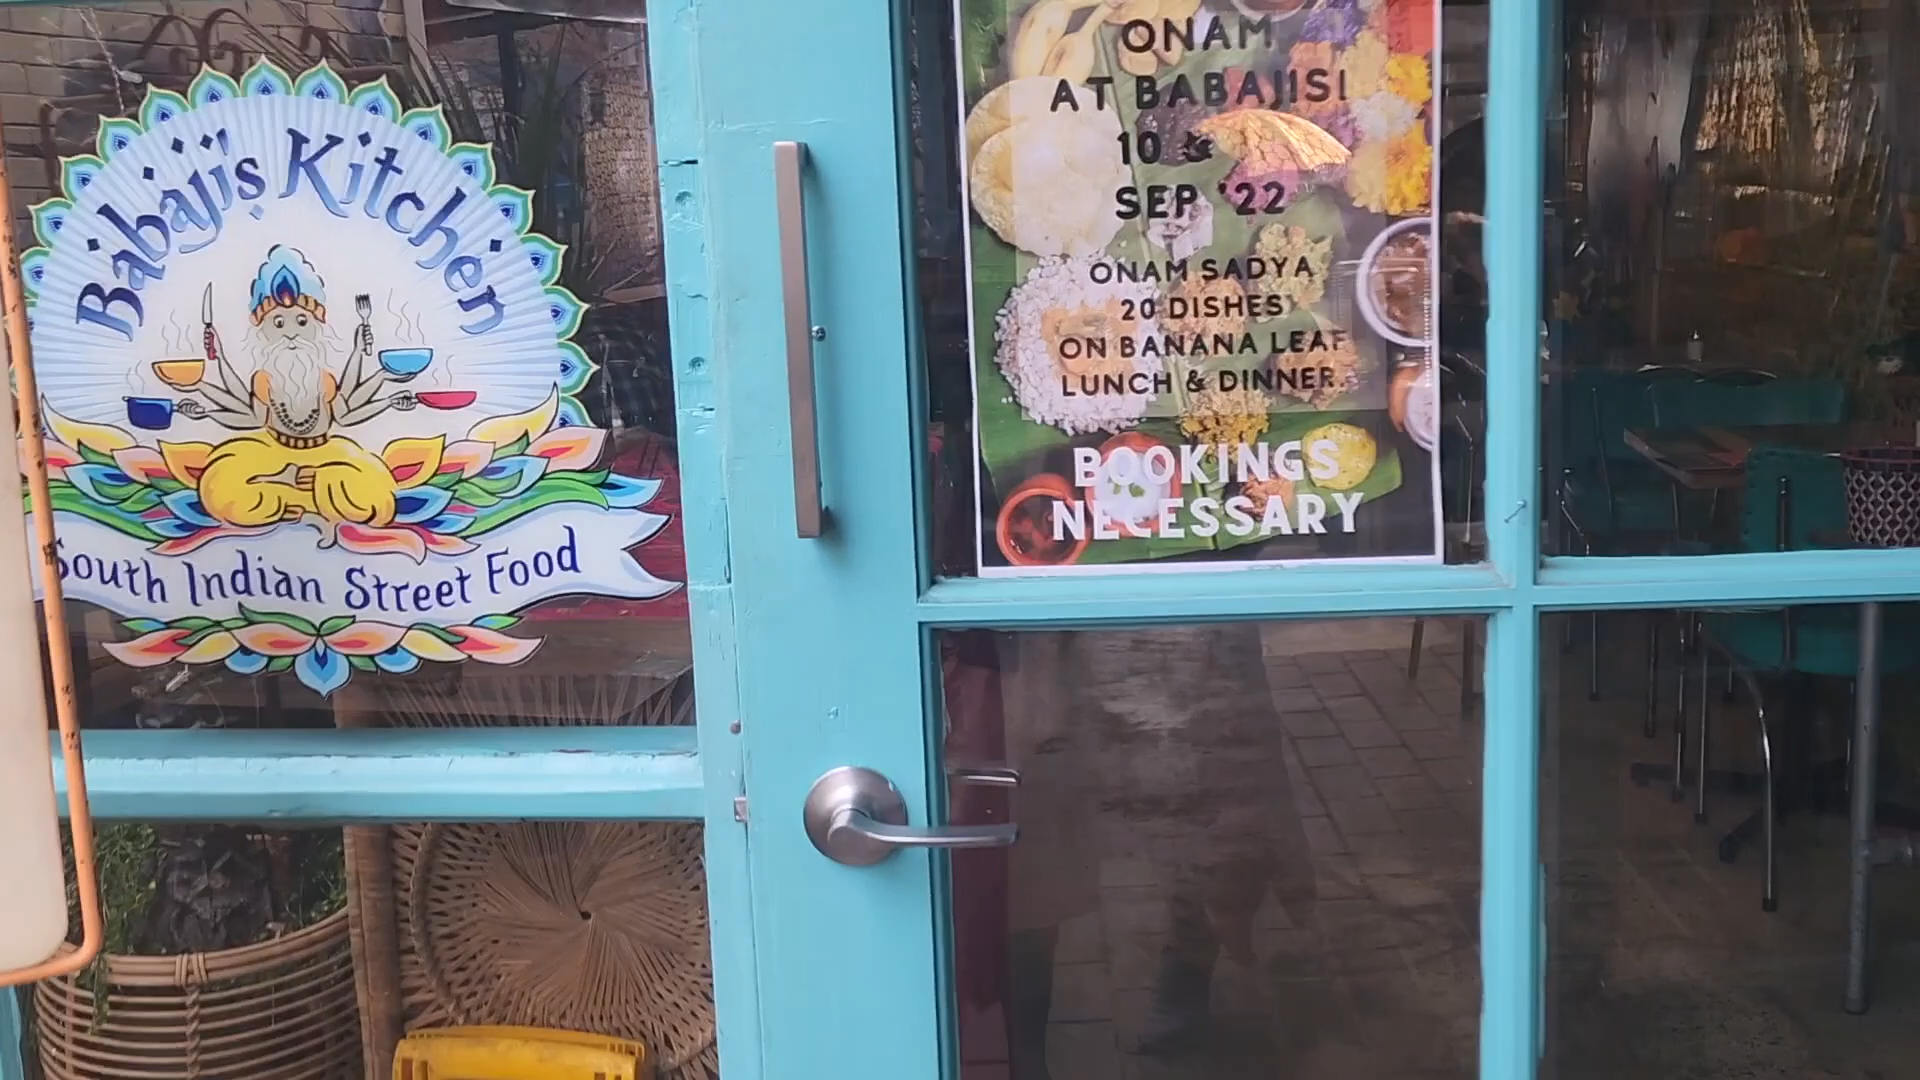 Babaji's Kitchen
South Indian Street Food
ONAM
AT BABAJIS!
10 &
SEP '22
ONAM SADYA
20 DISHES
ON BANANA LEAF
LUNCH & DINNER.
BOOKINGS
NECESSARY